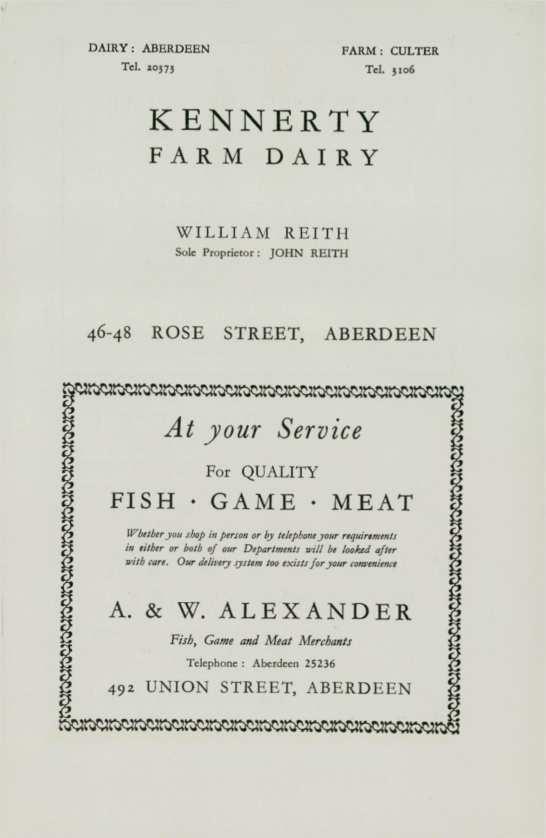 DAIRY : ABERDEEN
Tel. 20373
FARM : CULTER
Tel. 3106
KENNERTY
FARM DAIRY
WILLIAM REITH
Sole Proprietor : JOHN REITH
46-48 ROSE STREET, ABERDEEN
At your Service
For QUALITY
FISH · GAME · MEAT
Whether you shop in person or by telephone your requirements
in either or both of our Departments will be looked after
with care. Our delivery system too exists for your convenience
A. & W. ALEXANDER
Fish, Game and Meat Merchants
Telephone : Aberdeen 25236
492 UNION STREET, ABERDEEN